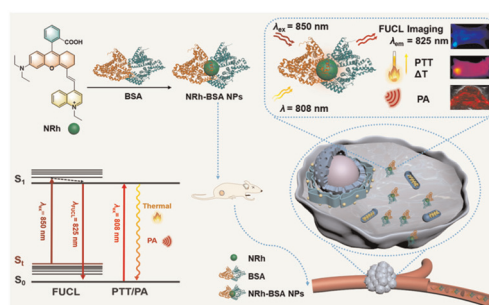 COOH
N
O
N
NRh
BSA
NRh-BSA NPs
λex = 850 nm
FUCL Imaging
λem = 825 nm
PTT
ΔT
PA
λ = 808 nm
S1
St
S0
λex = 850 nm
λFUCL = 825 nm
λex = 808 nm
Thermal
PA
FUCL
PTT/PA
NRh
BSA
NRh-BSA NPs